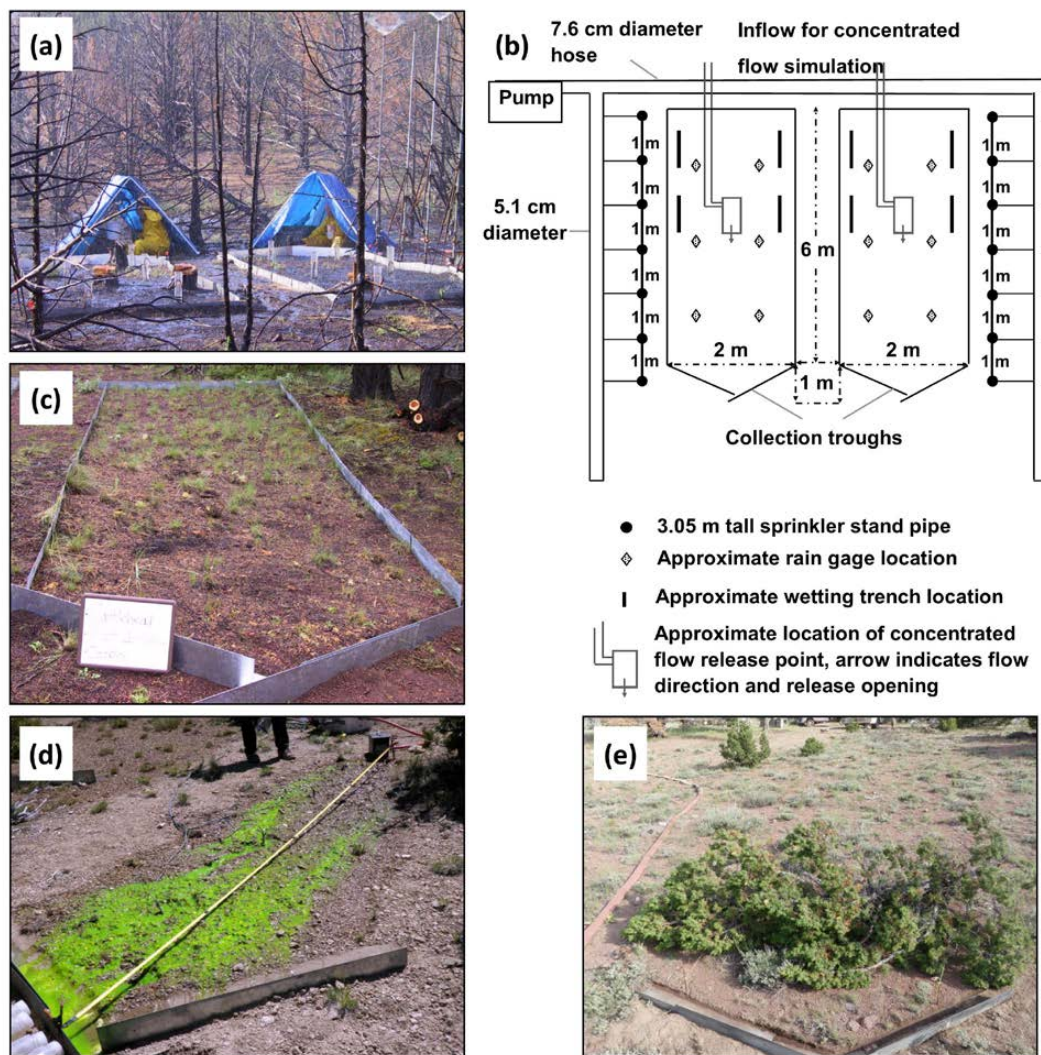 (a)
(b)
7.6 cm diameter
hose
Inflow for concentrated
flow simulation
Pump
1 m
1 m
1 m
1 m
1 m
1 m
1 m
1 m
1 m
1 m
1 m
1 m
5.1 cm
diameter
6 m
2 m
2 m
1 m
Collection troughs
3.05 m tall sprinkler stand pipe
Approximate rain gage location
Approximate wetting trench location
Approximate location of concentrated
flow release point, arrow indicates flow
direction and release opening
(c)
(d)
(e)